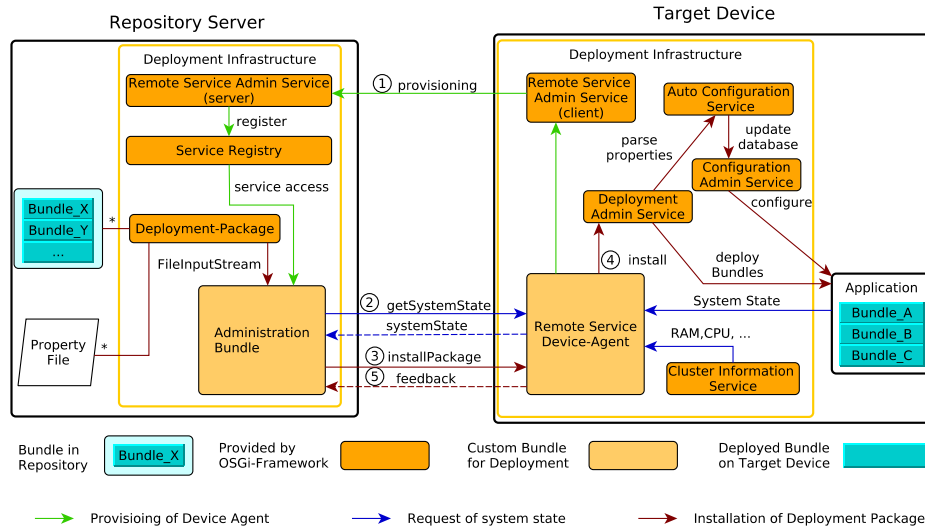 Repository Server
Target Device
Deployment Infrastructure
Remote Service Admin Service
(server)
register
Service Registry
service access
Bundle_X
Bundle_Y
...
*
Deployment-Package
FileInputStream
Property
File
*
Administration
Bundle
1 provisioning
2 getSystemState
systemState
3 installPackage
5 feedback
Deployment Infrastructure
Remote Service
Admin Service
(client)
Auto Configuration
Service
parse
properties
update
database
Configuration
Admin Service
configure
Deployment
Admin Service
4 install
deploy
Bundles
Remote Service
Device-Agent
System State
RAM,CPU, ...
Cluster Information
Service
Application
Bundle_A
Bundle_B
Bundle_C
Bundle in
Repository
Bundle_X
Provided by
OSGi-Framework
Custom Bundle
for Deployment
Deployed Bundle
on Target Device
Provisioing of Device Agent
Request of system state
Installation of Deployment Package